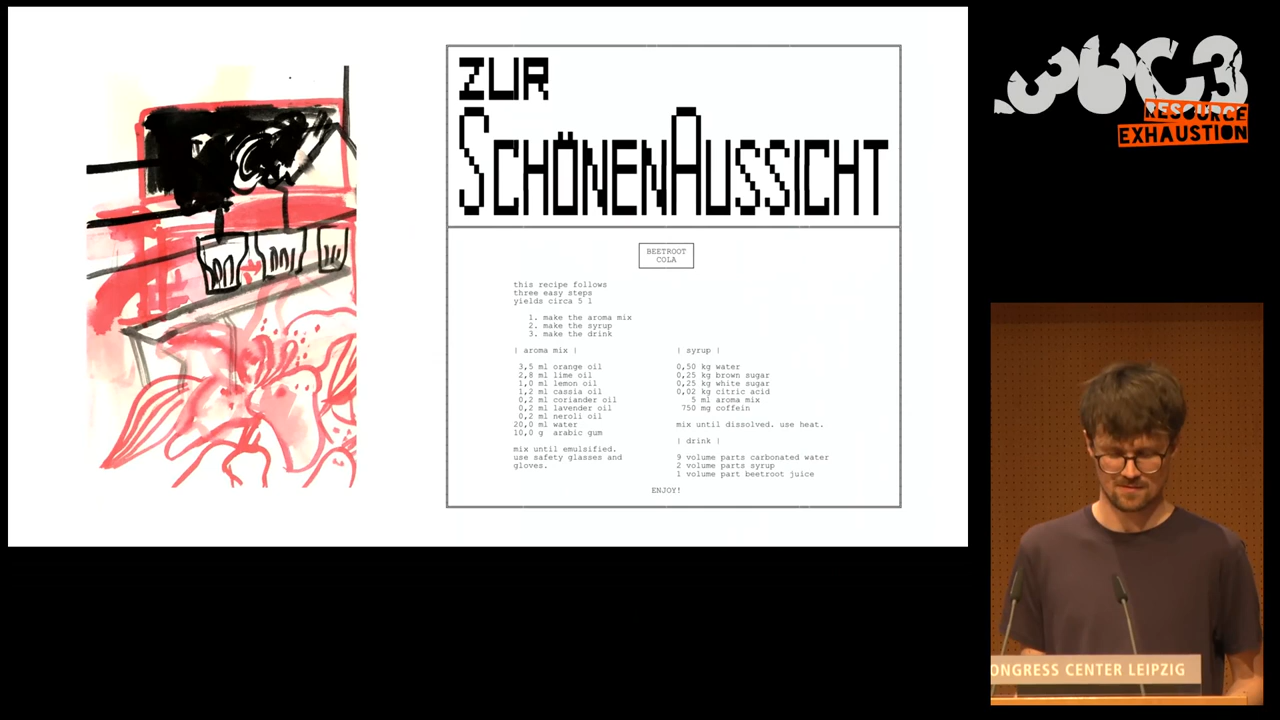 ZUR
SCHÖNENAUSSICHT
BEETROOT
COLA
this recipe follows
three easy steps
yields circa 5 l
1. make the aroma mix
2. make the syrup
3. make the drink
| aroma mix |
3,5 ml orange oil
2,8 ml lime oil
1,0 ml lemon oil
1,2 ml cassia oil
0,2 ml coriander oil
0,2 ml lavender oil
0,2 ml neroli oil
20,0 ml water
10,0 g  arabic gum
mix until emulsified.
use safety glasses and
gloves.
| syrup |
0,50 kg water
0,25 kg brown sugar
0,25 kg white sugar
0,02 kg citric acid
5 ml aroma mix
750 mg coffein
mix until dissolved. use heat.
| drink |
9 volume parts carbonated water
2 volume parts syrup
1 volume part beetroot juice
ENJOY!
36C3
RESOURCE
EXHAUSTION
ONGRESS CENTER LEIPZIG